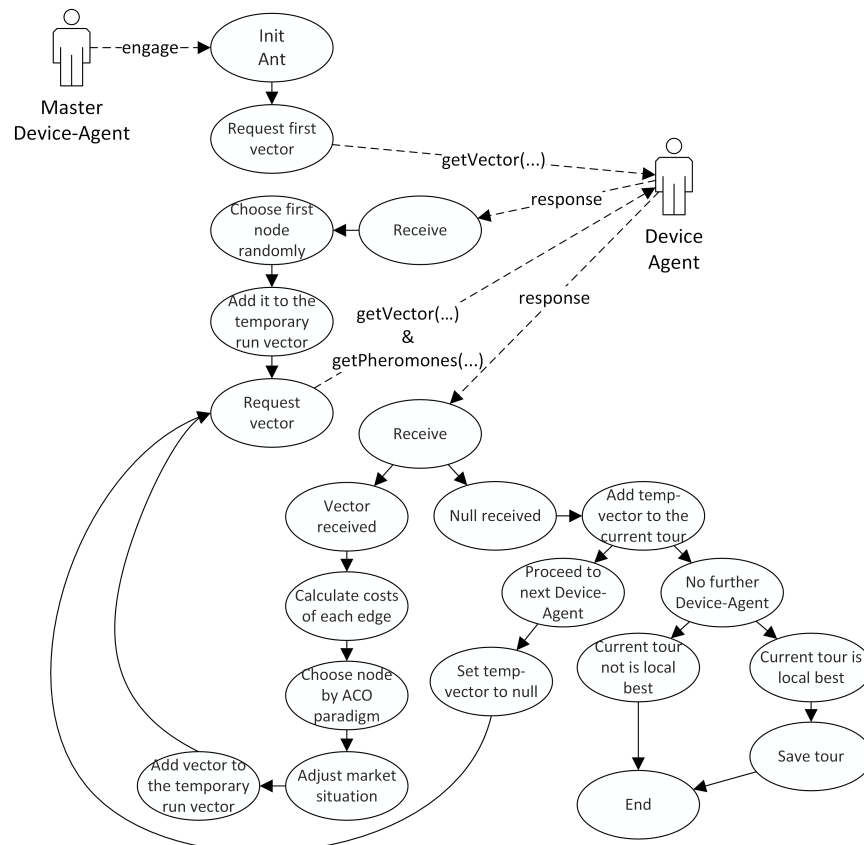 Init
Ant
engage
Master
Device-Agent
Request first
vector
getVector(...)
response
Device
Agent
Choose first
node
randomly
Receive
Add it to the
temporary
run vector
getVector(...)
&
getPheromones(...)
response
Request
vector
Receive
Vector
received
Null received
Add temp-
vector to the
current tour
Calculate costs
of each edge
Proceed to
next Device-
Agent
No further
Device-Agent
Choose node
by ACO
paradigm
Set temp-
vector to null
Current tour
not is local
best
Current tour is
local best
Add vector to
the temporary
run vector
Adjust market
situation
Save tour
End